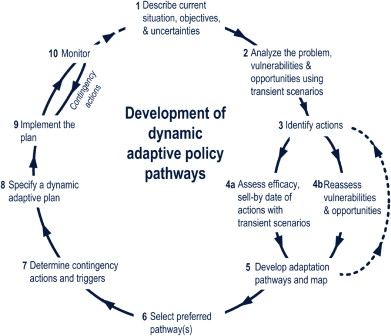 1 Describe current
situation, objectives,
& uncertainties
2 Analyze the problem,
vulnerabilities &
opportunities using
transient scenarios
3 Identify actions
4a Assess efficacy,
sell-by date of
actions with
transient scenarios
4b Reassess
vulnerabilities
& opportunities
5 Develop adaptation
pathways and map
6 Select preferred
pathway(s)
7 Determine contingency
actions and triggers
8 Specify a dynamic
adaptive plan
9 Implement the
plan
10 Monitor
Contingency
actions
Development of
dynamic
adaptive policy
pathways